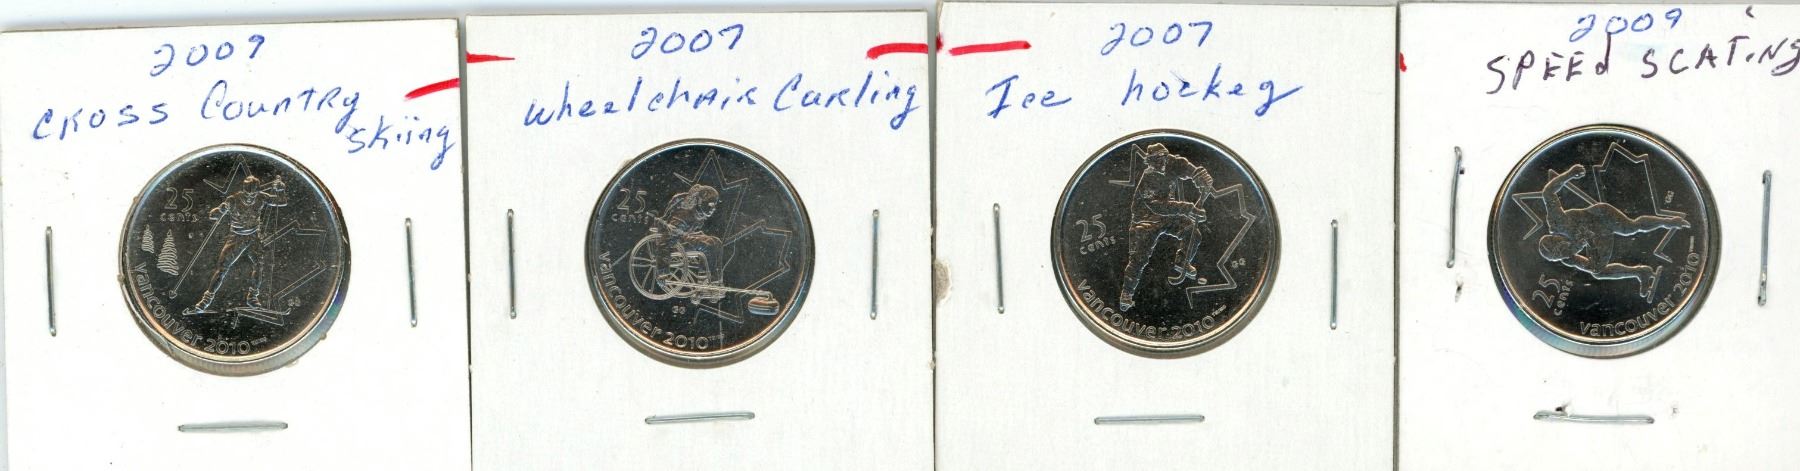 2009
CROSS Country
Skiing
25
cents
vancouver 2010
2007
Wheelchair Curling
25
cents
vancouver 2010
2007
Ice hockey
25
cents
vancouver 2010
2009
SPEEd SCATiNg
25
cents
vancouver 2010